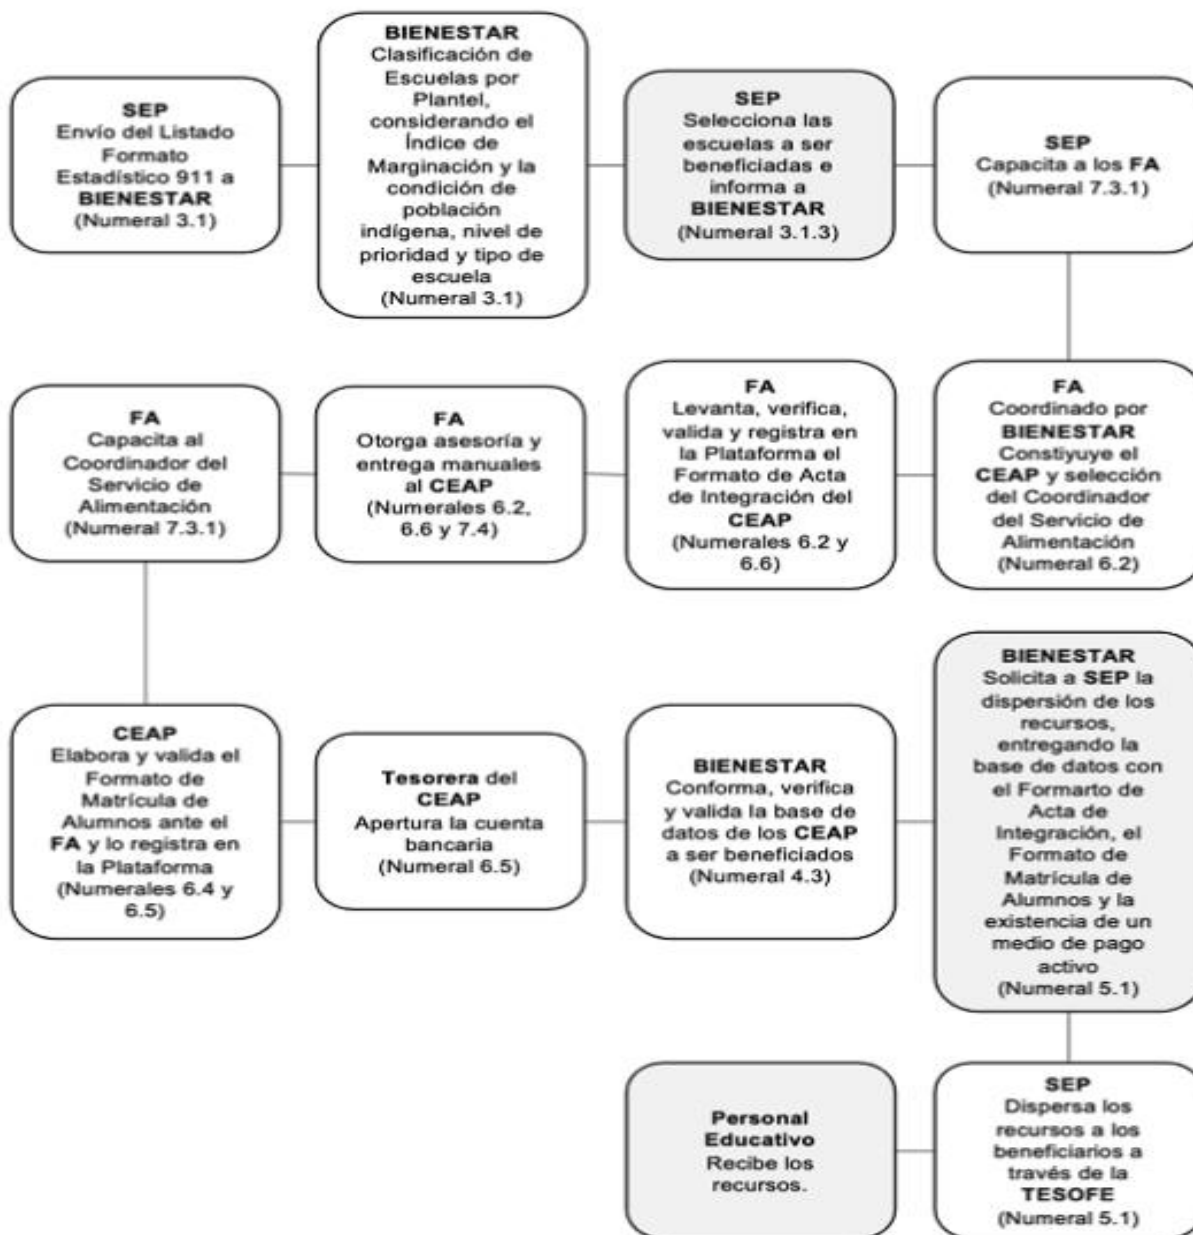 SEP
Envío del Listado
Formato
Estadístico 911 a
BIENESTAR
(Numeral 3.1)
BIENESTAR
Clasificación de
Escuelas por
Plantel,
considerando el
Índice de
Marginación y la
condición de
población
indígena, nivel de
prioridad y tipo de
escuela
(Numeral 3.1)
SEP
Selecciona las
escuelas a ser
beneficiadas e
informa a
BIENESTAR
(Numeral 3.1.3)
SEP
Capacita a los FA
(Numeral 7.3.1)
FA
Coordinado por
BIENESTAR
Constiyuye el
CEAP y selección
del Coordinador
del Servicio de
Alimentación
(Numeral 6.2)
FA
Levanta, verifica,
valida y registra en
la Plataforma el
Formato de Acta
de Integración del
CEAP
(Numerales 6.2 y
6.6)
FA
Otorga asesoría y
entrega manuales
al CEAP
(Numerales 6.2,
6.6 y 7.4)
FA
Capacita al
Coordinador del
Servicio de
Alimentación
(Numeral 7.3.1)
CEAP
Elabora y valida el
Formato de
Matrícula de
Alumnos ante el
FA y lo registra en
la Plataforma
(Numerales 6.4 y
6.5)
Tesorera del
CEAP
Apertura la cuenta
bancaria
(Numeral 6.5)
BIENESTAR
Conforma, verifica
y valida la base de
datos de los CEAP
a ser beneficiados
(Numeral 4.3)
BIENESTAR
Solicita a SEP la
dispersión de los
recursos,
entregando la
base de datos con
el Formarto de
Acta de
Integración, el
Formato de
Matrícula de
Alumnos y la
existencia de un
medio de pago
activo
(Numeral 5.1)
SEP
Dispersa los
recursos a los
beneficiarios a
través de la
TESOFE
(Numeral 5.1)
Personal
Educativo
Recibe los
recursos.